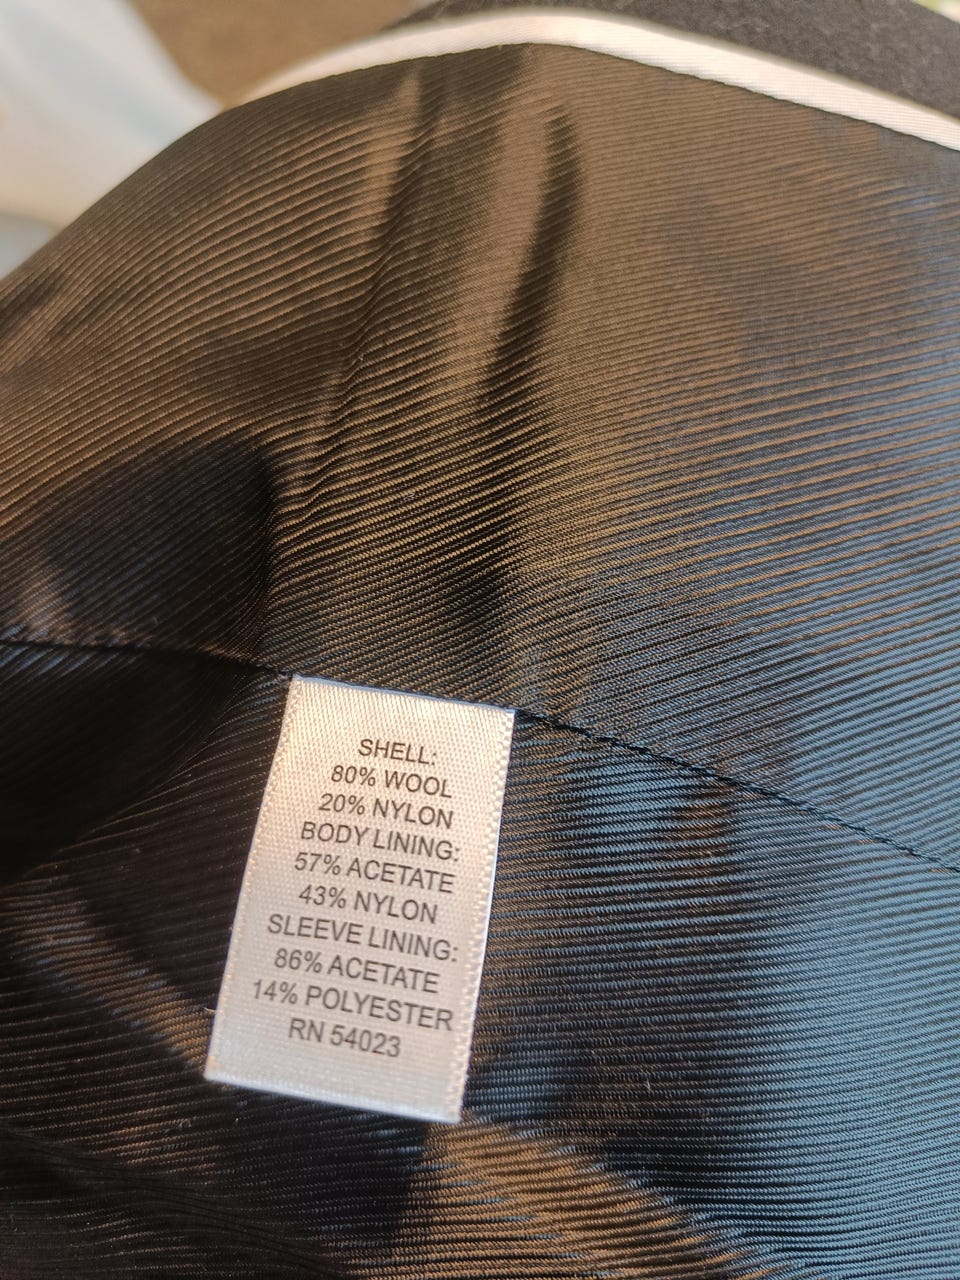 SHELL:
80% WOOL
20% NYLON
BODY LINING:
57% ACETATE
43% NYLON
SLEEVE LINING:
86% ACETATE
14% POLYESTER
RN 54023